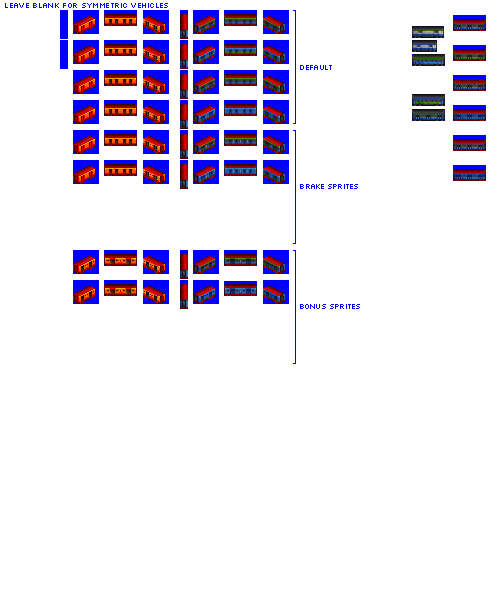 LEAVE BLANK FOR SYMMETRIC VEHICLES
DEFAULT
BRAKE SPRITES
BONUS SPRITES